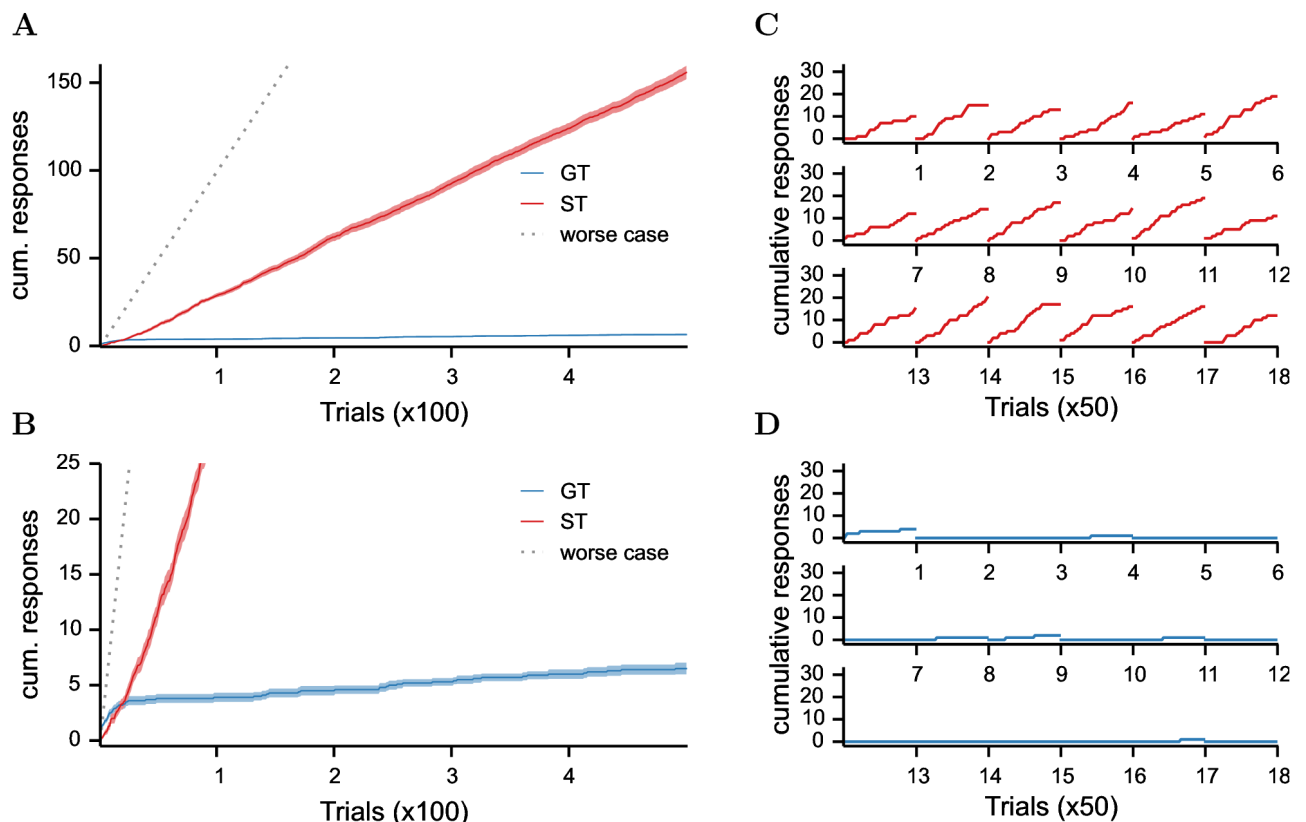 A
cum. responses
150
100
50
0
GT
ST
worse case
1 2 3 4
Trials (x100)
B
cum. responses
25
20
15
10
5
0
GT
ST
worse case
1 2 3 4
Trials (x100)
C
cumulative responses
30
20
10
0
1 2 3 4 5 6
30
20
10
0
7 8 9 10 11 12
30
20
10
0
13 14 15 16 17 18
Trials (x50)
D
cumulative responses
30
20
10
0
1 2 3 4 5 6
30
20
10
0
7 8 9 10 11 12
30
20
10
0
13 14 15 16 17 18
Trials (x50)